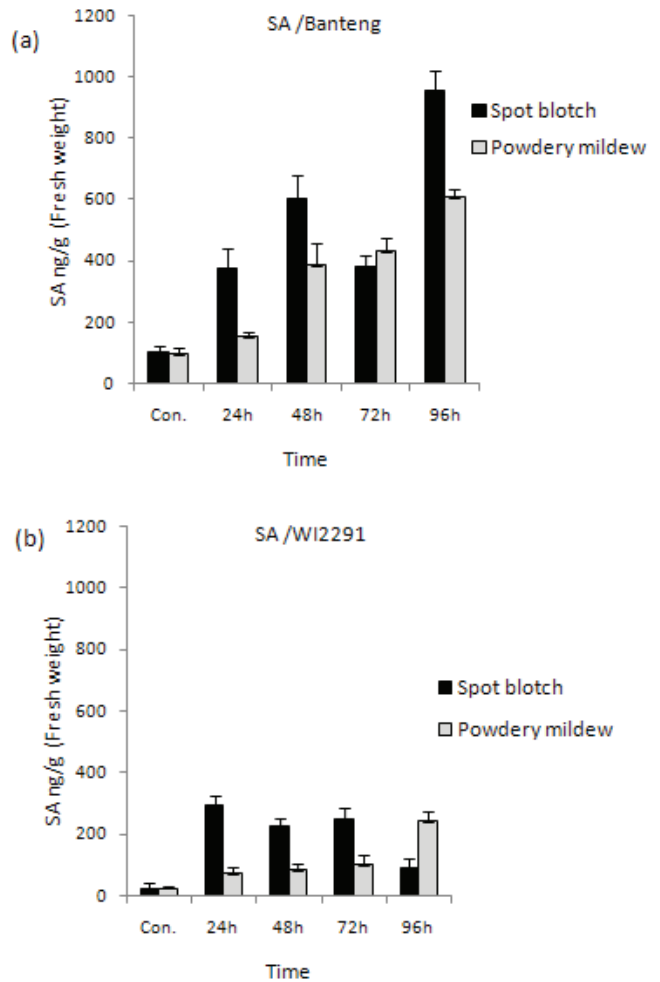 (a)
SA /Banteng
SA ng/g (Fresh weight)
1200
1000
800
600
400
200
0
Spot blotch
Powdery mildew
Con. 24h 48h 72h 96h
Time
(b)
SA /WI2291
SA ng/g (Fresh weight)
1200
1000
800
600
400
200
0
Spot blotch
Powdery mildew
Con. 24h 48h 72h 96h
Time